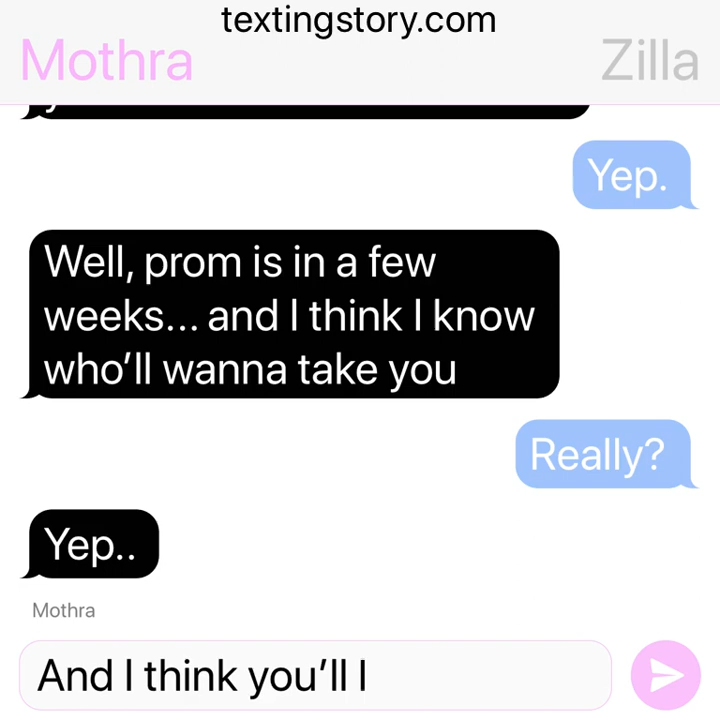 textingstory.com
Mothra
Zilla
Yep.
Well, prom is in a few
weeks... and I think I know
who'll wanna take you
Really?
Yep..
Mothra
And I think you'll l